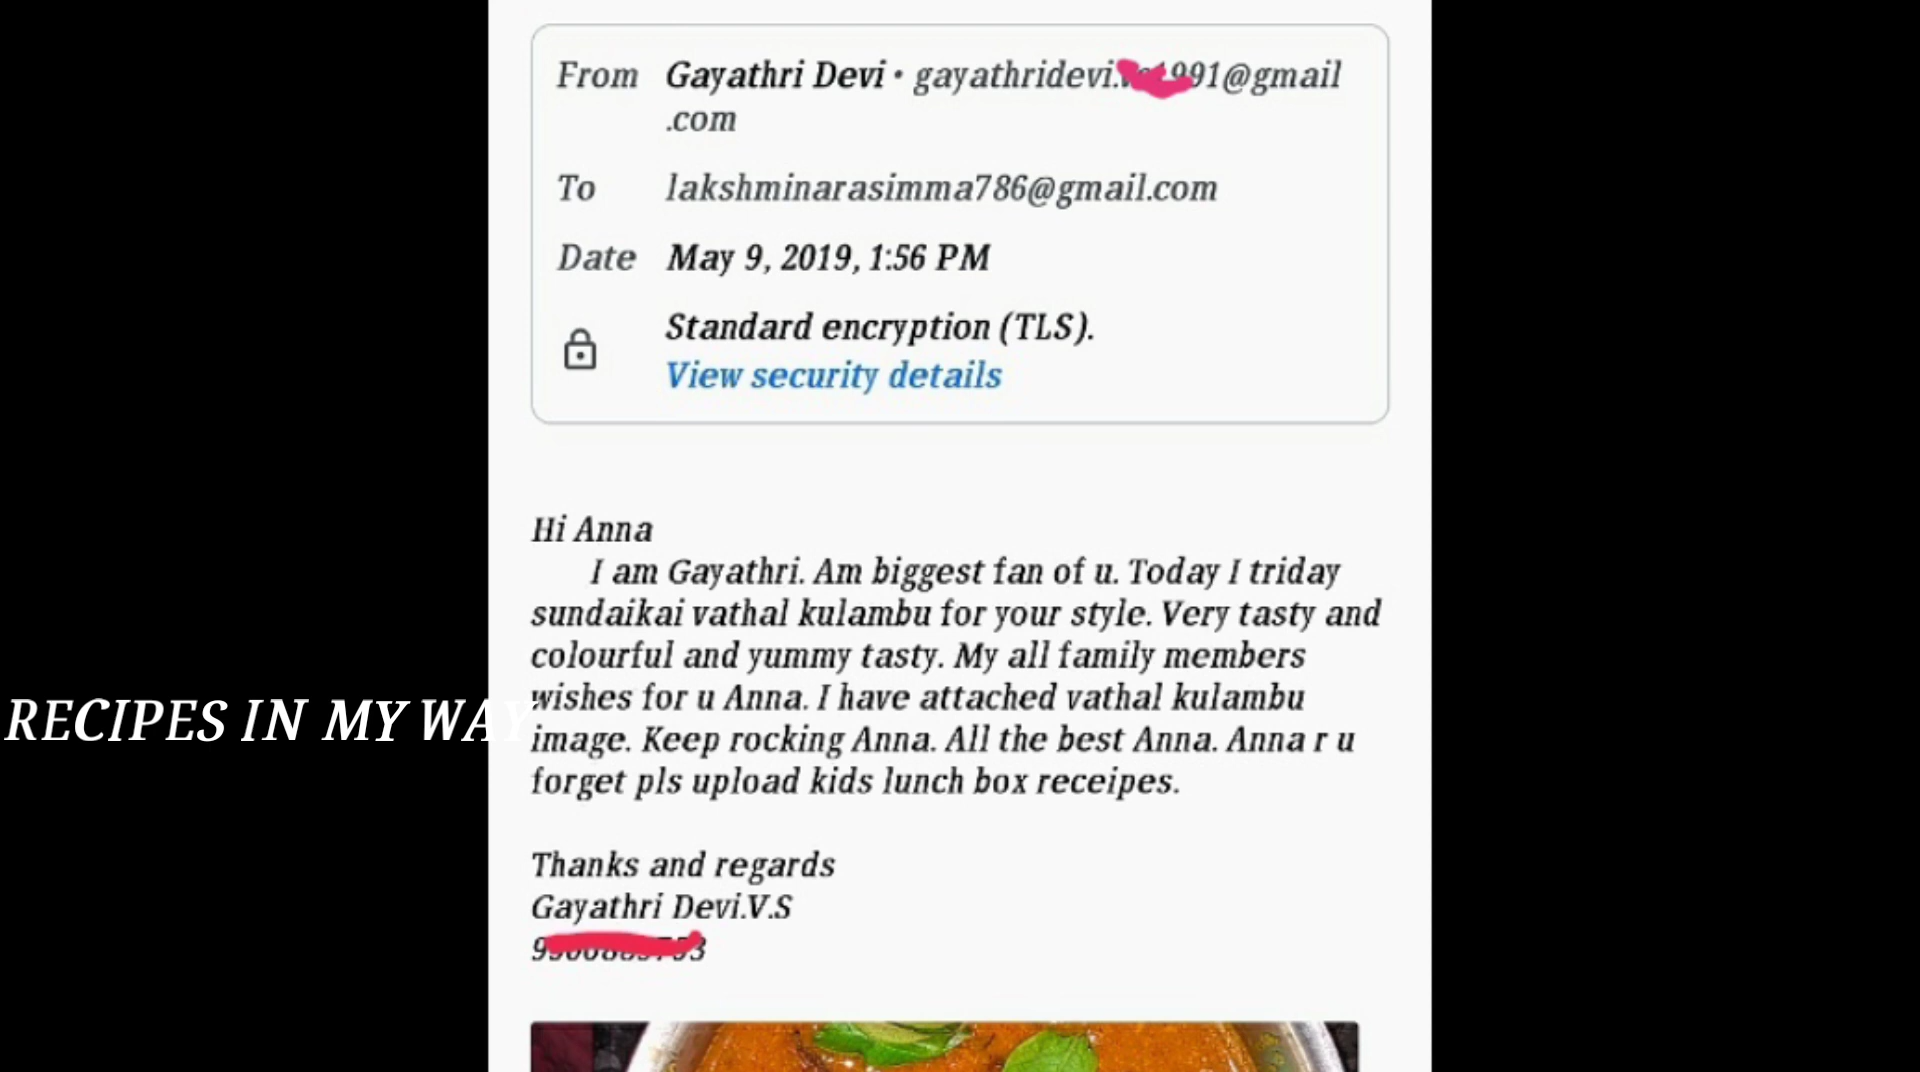 From Gayathri Devi • gayathridevi. 991@gmail
.com
To lakshminarasimma786@gmail.com
Date May 9, 2019, 1:56 PM
Standard encryption (TLS).
View security details
Hi Anna
I am Gayathri. Am biggest fan of u. Today I triday
sundaikai vathal kulambu for your style. Very tasty and
colourful and yummy tasty. My all family members
wishes for u Anna. I have attached vathal kulambu
RECIPES IN MY WAY
image. Keep rocking Anna. All the best Anna. Anna r u
forget pls upload kids lunch box receipes.
Thanks and regards
Gayathri Devi.V.S